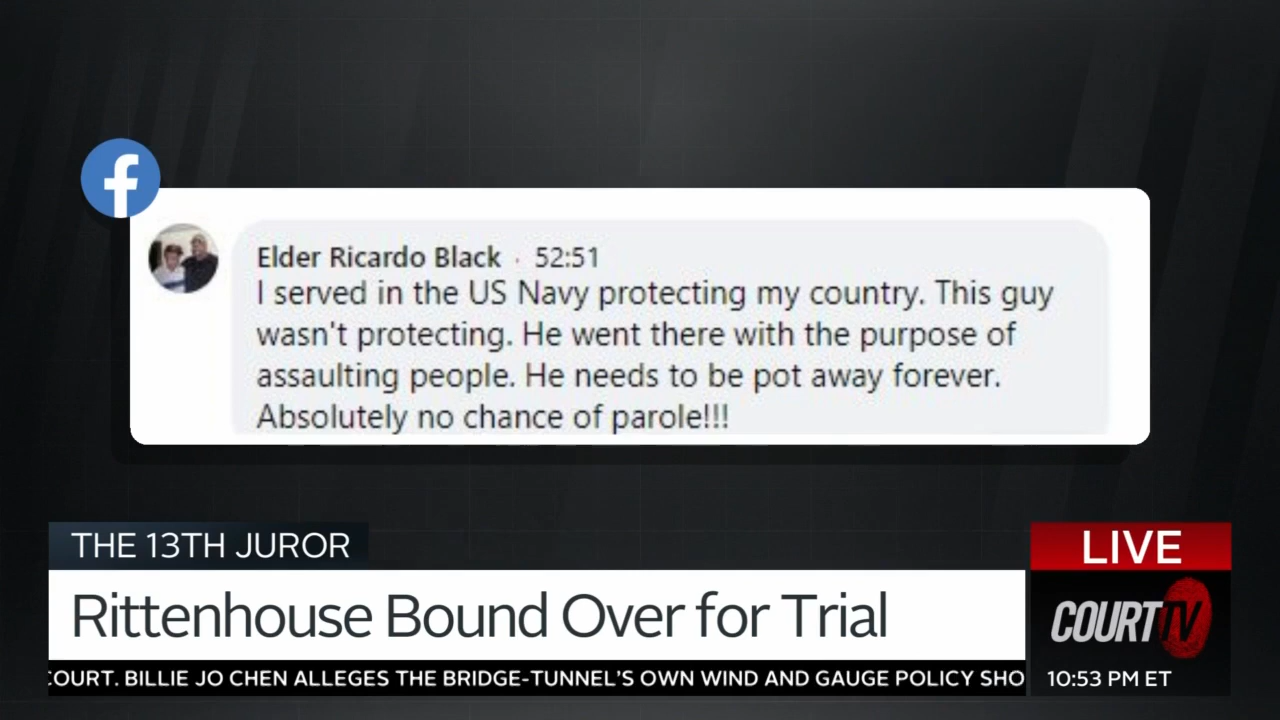 f
Elder Ricardo Black · 52:51
I served in the US Navy protecting my country. This guy
wasn't protecting. He went there with the purpose of
assaulting people. He needs to be pot away forever.
Absolutely no chance of parole!!!
THE 13TH JUROR
Rittenhouse Bound Over for Trial
COURT. BILLIE JO CHEN ALLEGES THE BRIDGE-TUNNEL'S OWN WIND AND GAUGE POLICY SHO
LIVE
COURT TV
10:53 PM ET